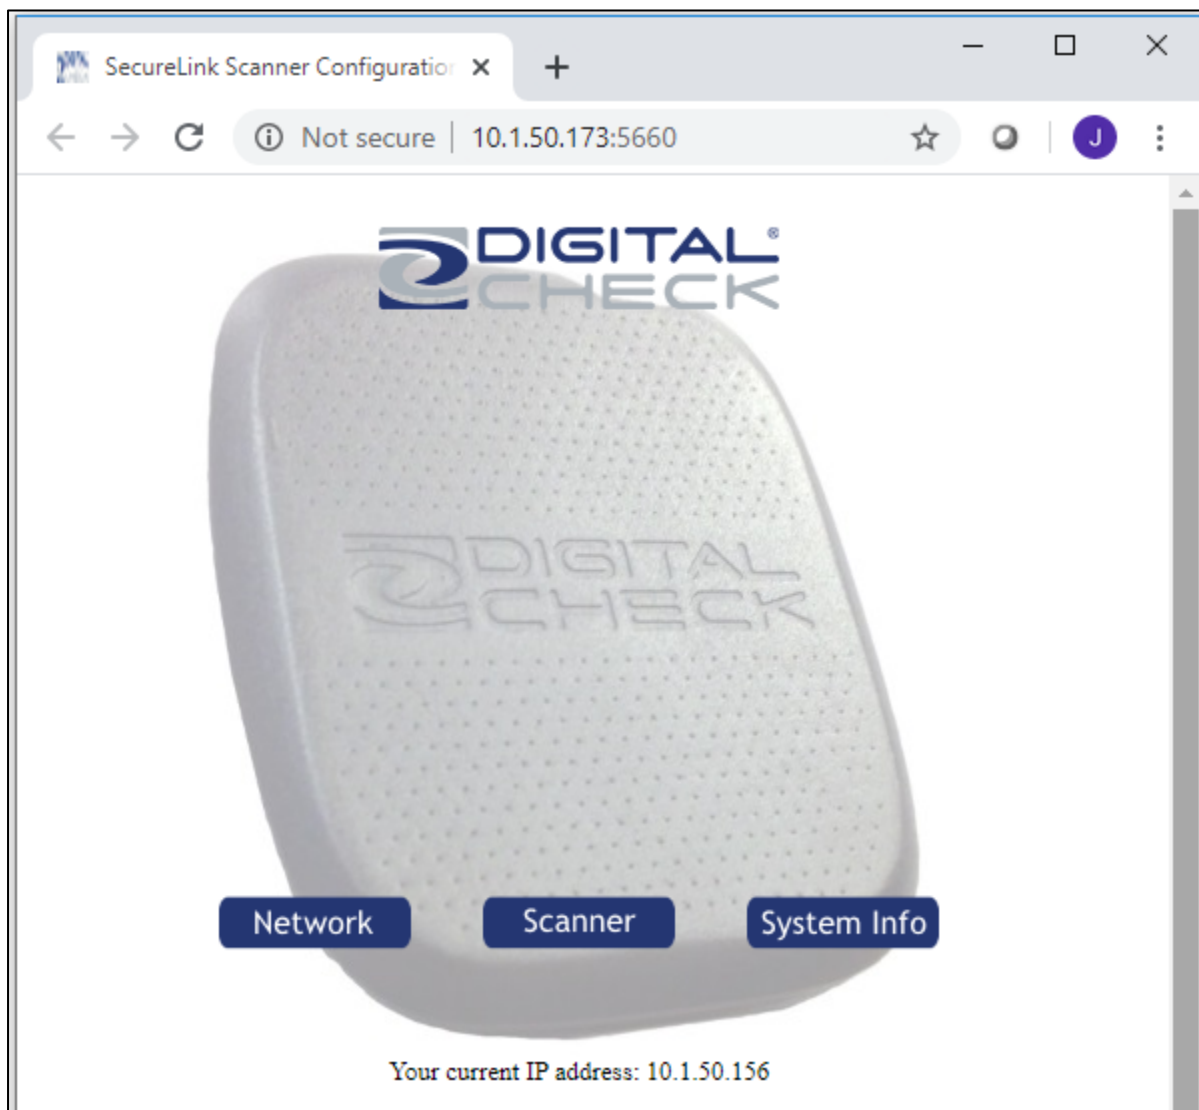 SecureLink Scanner Configuration
Not secure | 10.1.50.173:5660
J
DIGITAL®
CHECK
DIGITAL
CHECK
Network Scanner System Info
Your current IP address: 10.1.50.156